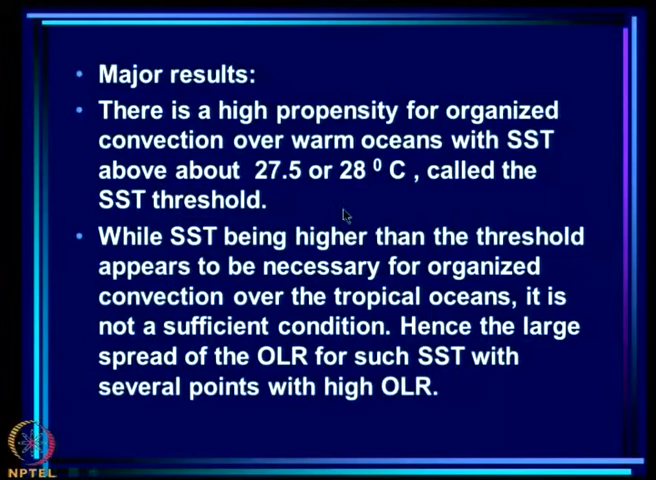 • Major results:
• There is a high propensity for organized
convection over warm oceans with SST
above about 27.5 or 28 ⁰ C , called the
SST threshold.
• While SST being higher than the threshold
appears to be necessary for organized
convection over the tropical oceans, it is
not a sufficient condition. Hence the large
spread of the OLR for such SST with
several points with high OLR.
NPTEL